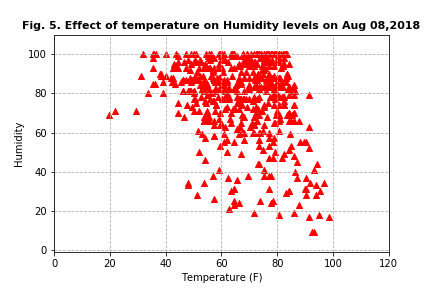 Fig. 5. Effect of temperature on Humidity levels on Aug 08,2018
100
80
60
40
20
0
Humidity
0 20 40 60 80 100 120
Temperature (F)